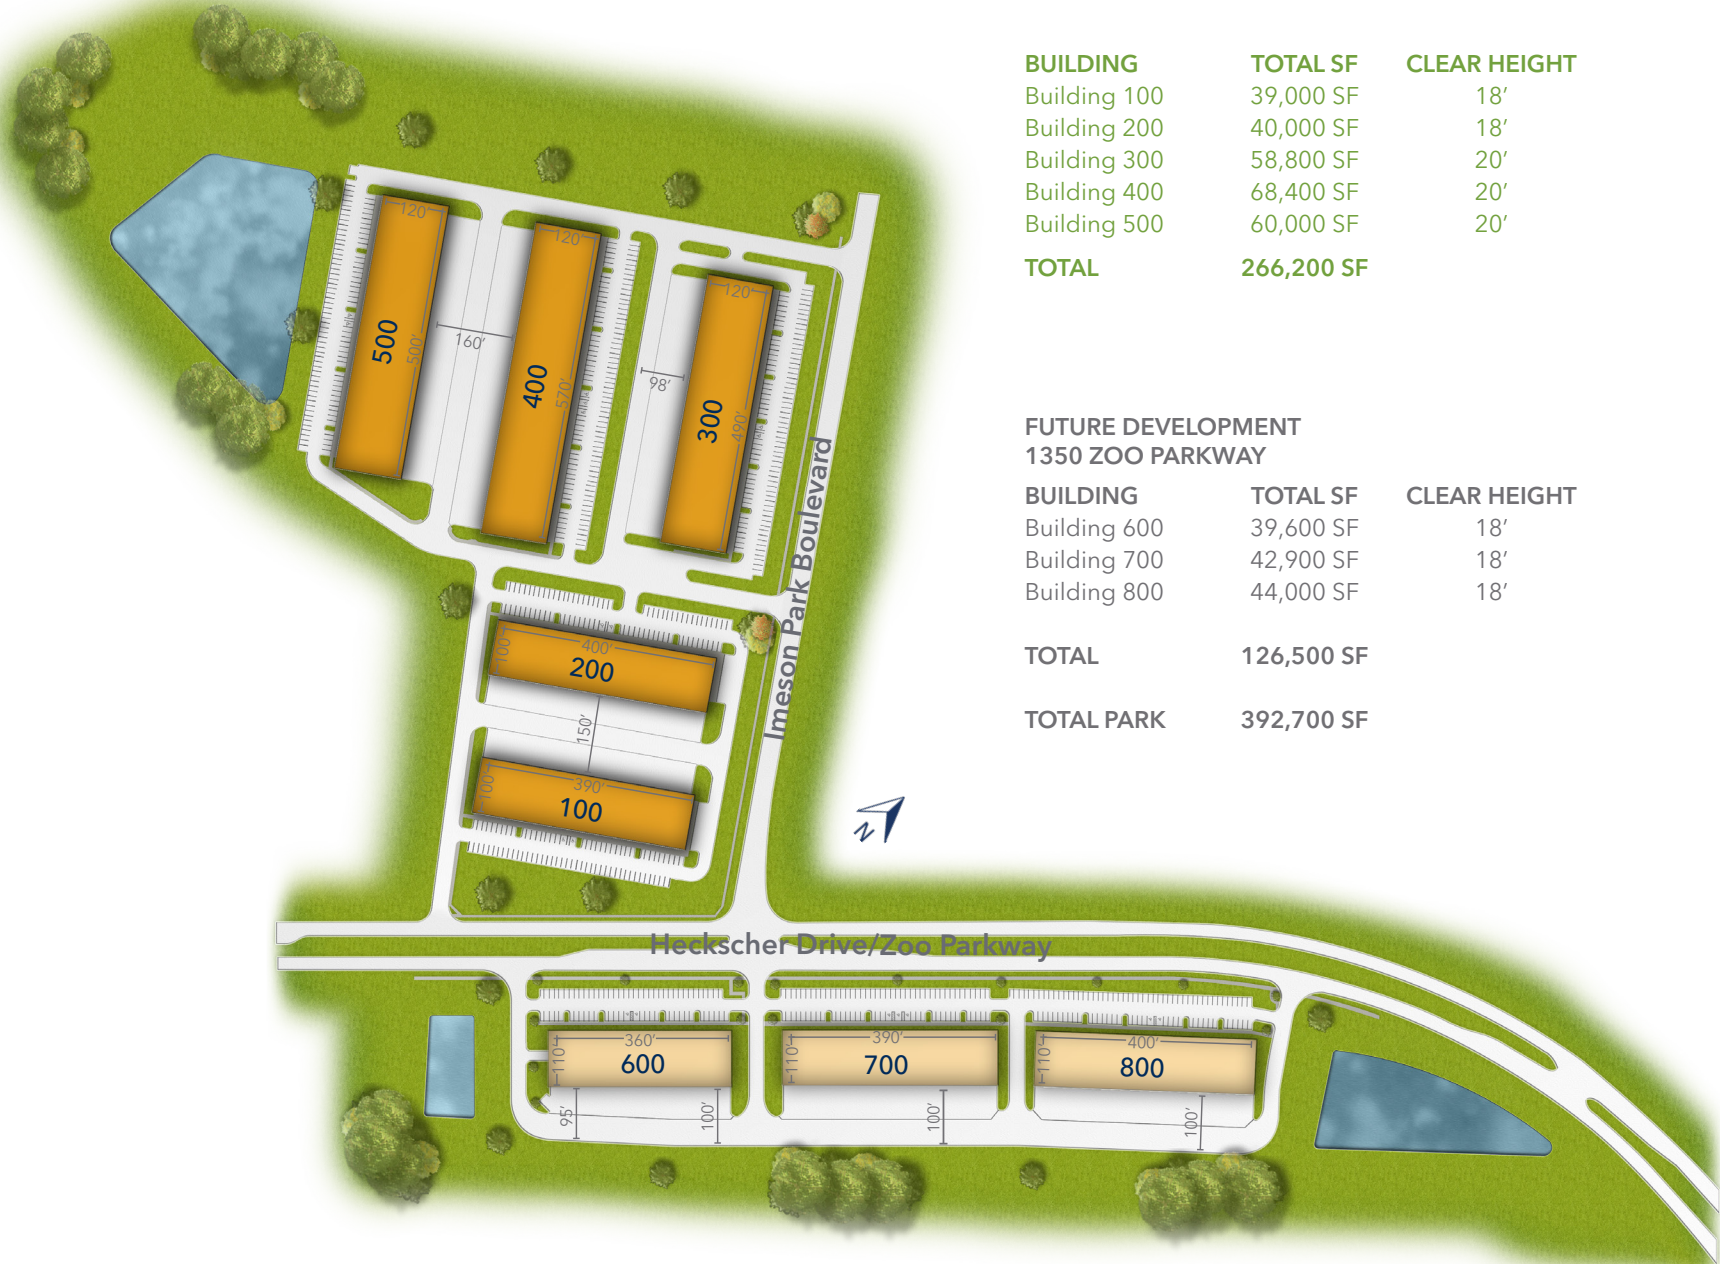 BUILDING TOTAL SF CLEAR HEIGHT
Building 100 39,000 SF 18’
Building 200 40,000 SF 18’
Building 300 58,800 SF 20’
Building 400 68,400 SF 20’
Building 500 60,000 SF 20’
TOTAL 266,200 SF
FUTURE DEVELOPMENT
1350 ZOO PARKWAY
BUILDING TOTAL SF CLEAR HEIGHT
Building 600 39,600 SF 18’
Building 700 42,900 SF 18’
Building 800 44,000 SF 18’
TOTAL 126,500 SF
TOTAL PARK 392,700 SF
120’
500
500’
160’
120’
400
570’
98’
120’
300
490’
Imeson Park Boulevard
400’
100’
200
150’
390’
100’
100
N
Heckscher Drive/Zoo Parkway
360’
110’
600
95’
100’
390’
110’
700
100’
400’
110’
800
100’